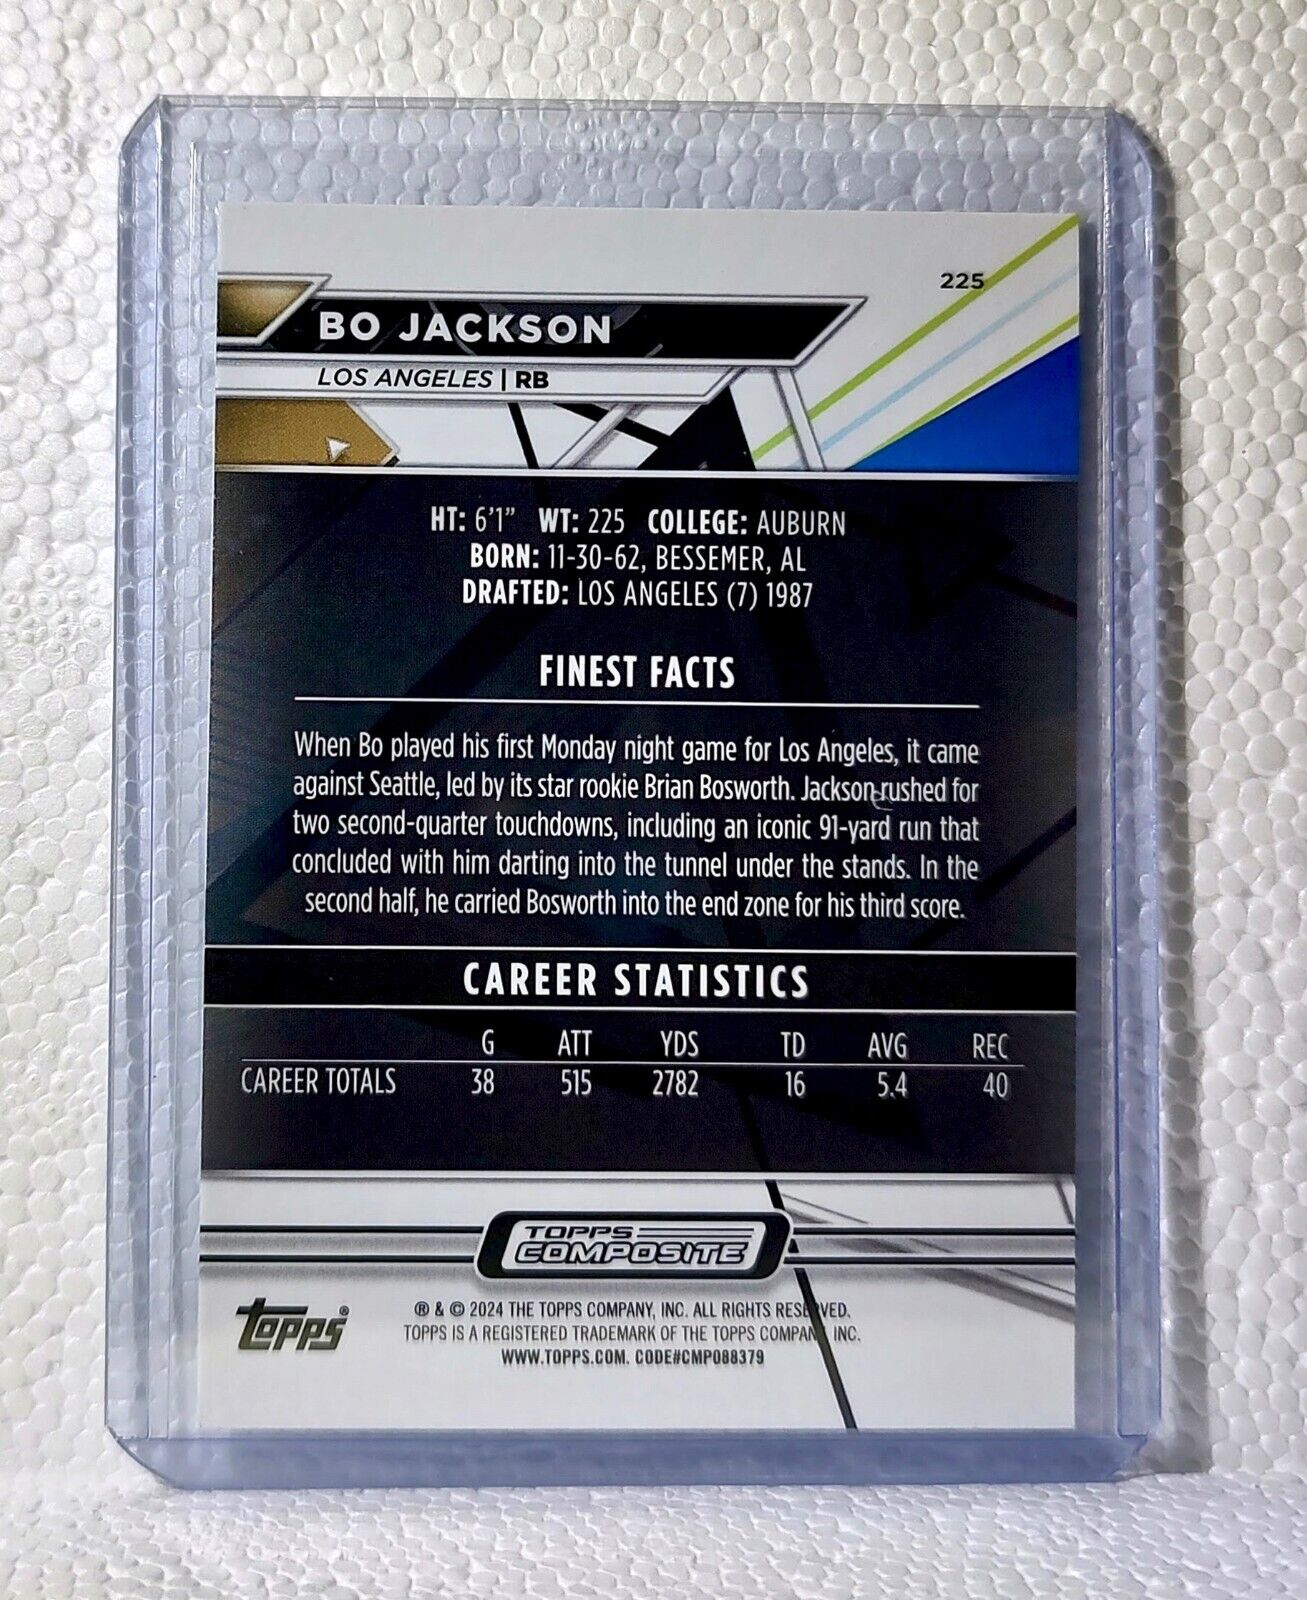 225
BO JACKSON
LOS ANGELES | RB
HT: 6'1" WT: 225 COLLEGE: AUBURN
BORN: 11-30-62, BESSEMER, AL
DRAFTED: LOS ANGELES (7) 1987
FINEST FACTS
When Bo played his first Monday night game for Los Angeles, it came
against Seattle, led by its star rookie Brian Bosworth. Jackson rushed for
two second-quarter touchdowns, including an iconic 91-yard run that
concluded with him darting into the tunnel under the stands. In the
second half, he carried Bosworth into the end zone for his third score.
CAREER STATISTICS
G ATT YDS TD AVG REC
CAREER TOTALS 38 515 2782 16 5.4 40
TOPPS
COMPOSITE
topps®
® & © 2024 THE TOPPS COMPANY, INC. ALL RIGHTS RESERVED.
TOPPS IS A REGISTERED TRADEMARK OF THE TOPPS COMPANY, INC.
WWW.TOPPS.COM. CODE#CMP088379